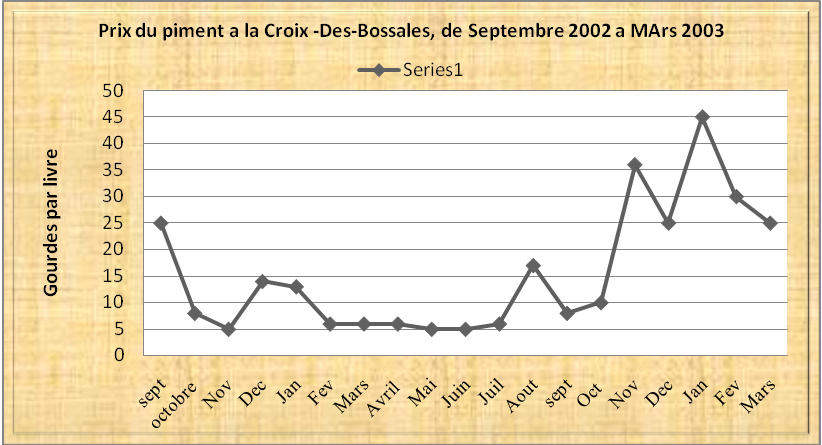 Prix du piment a la Croix -Des-Bossales, de Septembre 2002 a MArs 2003
Series1
Gourdes par livre
50
45
40
35
30
25
20
15
10
5
0
sept
octobre
Nov
Dec
Jan
Fev
Mars
Avril
Mai
Juin
Juil
Aout
sept
Oct
Nov
Dec
Jan
Fev
Mars